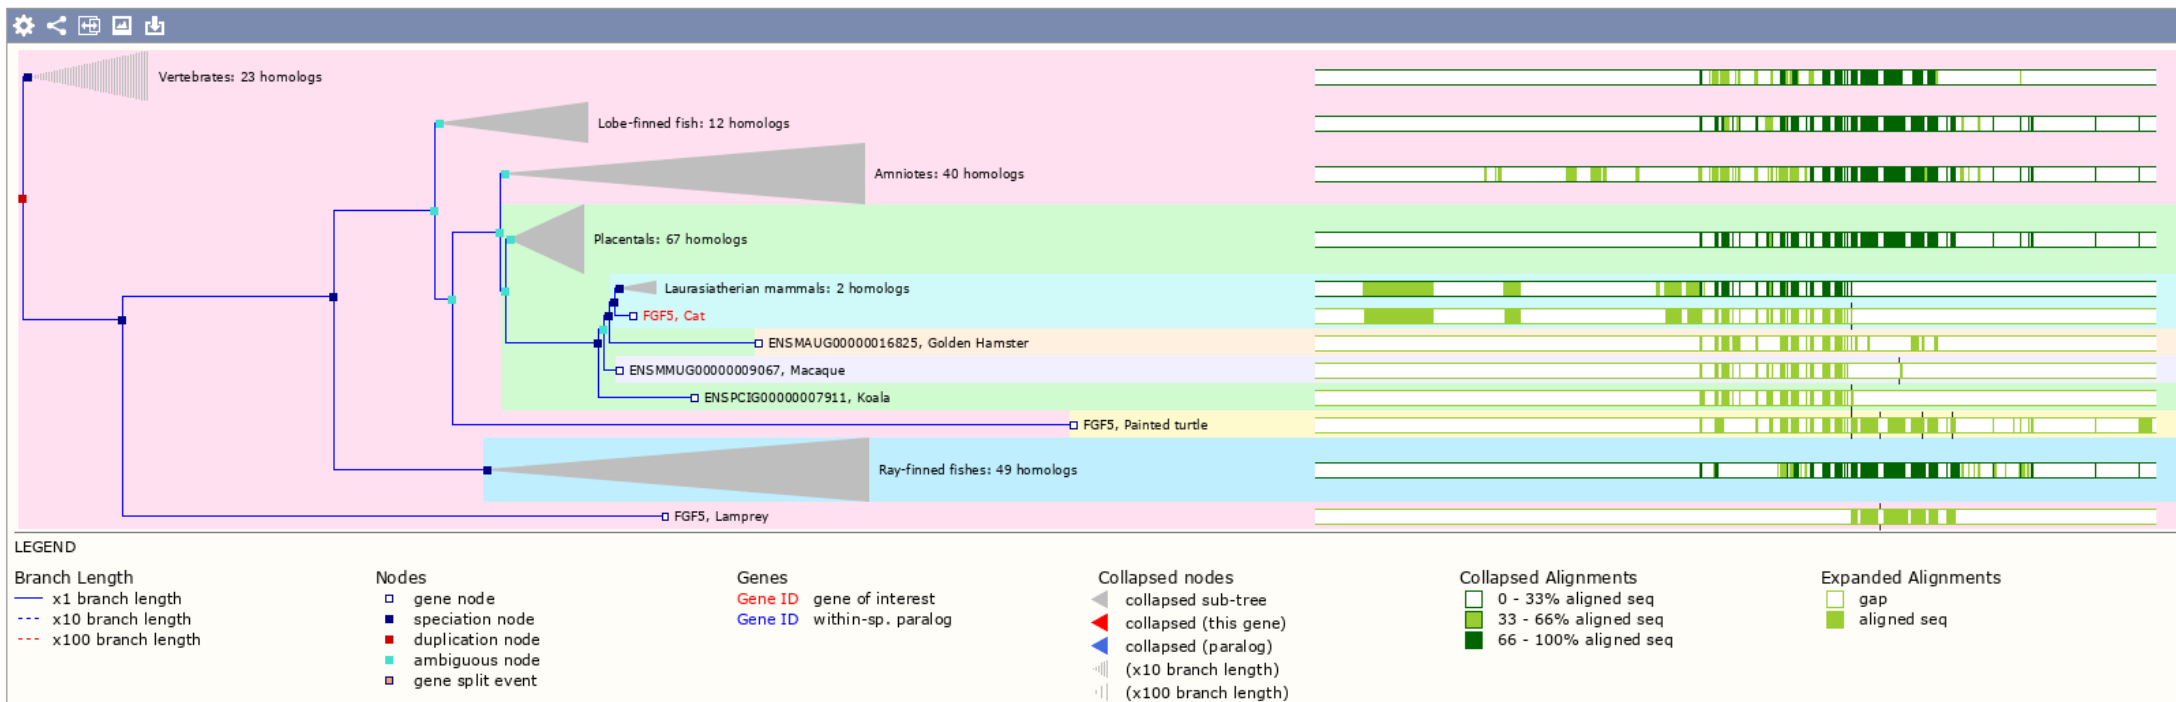 Vertebrates: 23 homologs
Lobe-finned fish: 12 homologs
Amniotes: 40 homologs
Placentals: 67 homologs
Laurasiatherian mammals: 2 homologs
FGF5, Cat
ENSMAUG00000016825, Golden Hamster
ENSMMUG00000009067, Macaque
ENSPCIG00000007911, Koala
FGF5, Painted turtle
Ray-finned fishes: 49 homologs
FGF5, Lamprey
LEGEND
Branch Length
x1 branch length
x10 branch length
x100 branch length
Nodes
gene node
speciation node
duplication node
ambiguous node
gene split event
Genes
Gene ID gene of interest
Gene ID within-sp. paralog
Collapsed nodes
collapsed sub-tree
collapsed (this gene)
collapsed (paralog)
(x10 branch length)
(x100 branch length)
Collapsed Alignments
0 - 33% aligned seq
33 - 66% aligned seq
66 - 100% aligned seq
Expanded Alignments
gap
aligned seq